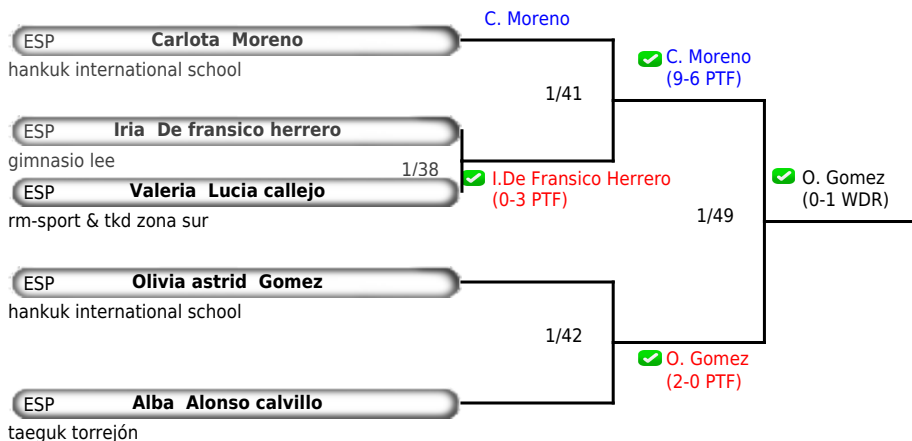 C. Moreno
ESP Carlota Moreno
hankuk international school
C. Moreno
(9-6 PTF)
1/41
ESP Iria De fransico herrero
gimnasio lee
1/38
I.De Fransico Herrero
(0-3 PTF)
ESP Valeria Lucia callejo
rm-sport & tkd zona sur
O. Gomez
(0-1 WDR)
1/49
ESP Olivia astrid Gomez
hankuk international school
1/42
O. Gomez
(2-0 PTF)
ESP Alba Alonso calvillo
taeguk torrejón